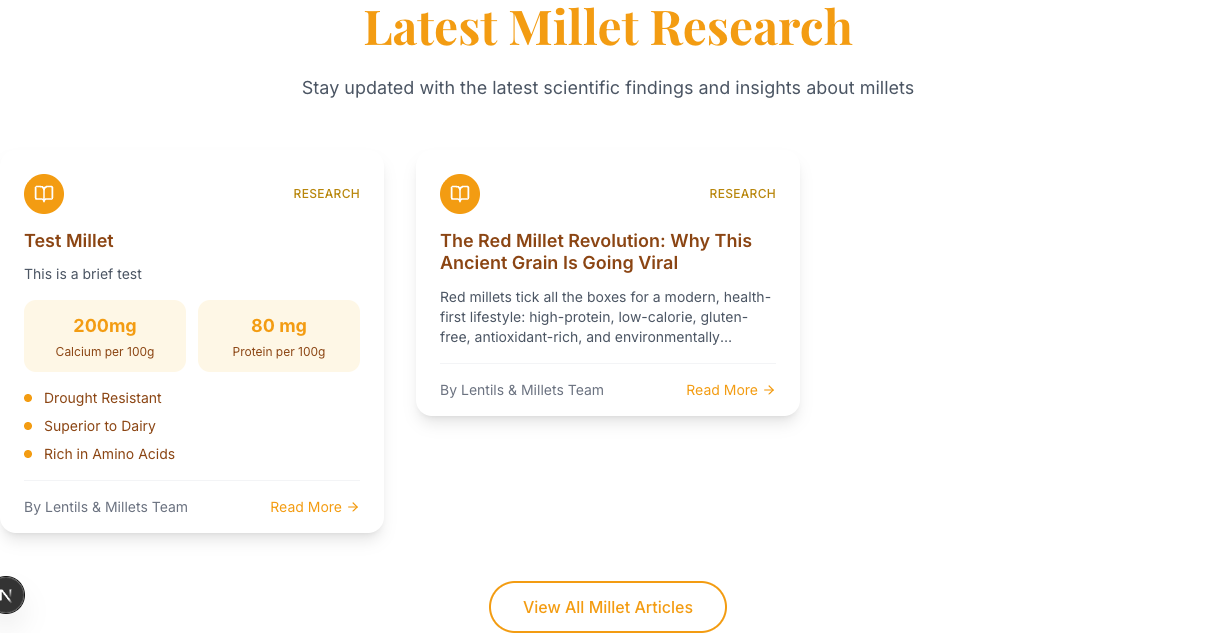 Latest Millet Research
Stay updated with the latest scientific findings and insights about millets
RESEARCH
Test Millet
This is a brief test
200mg
Calcium per 100g
80 mg
Protein per 100g
Drought Resistant
Superior to Dairy
Rich in Amino Acids
By Lentils & Millets Team
Read More →
RESEARCH
The Red Millet Revolution: Why This
Ancient Grain Is Going Viral
Red millets tick all the boxes for a modern, health-
first lifestyle: high-protein, low-calorie, gluten-
free, antioxidant-rich, and environmentally...
By Lentils & Millets Team
Read More →
N
View All Millet Articles